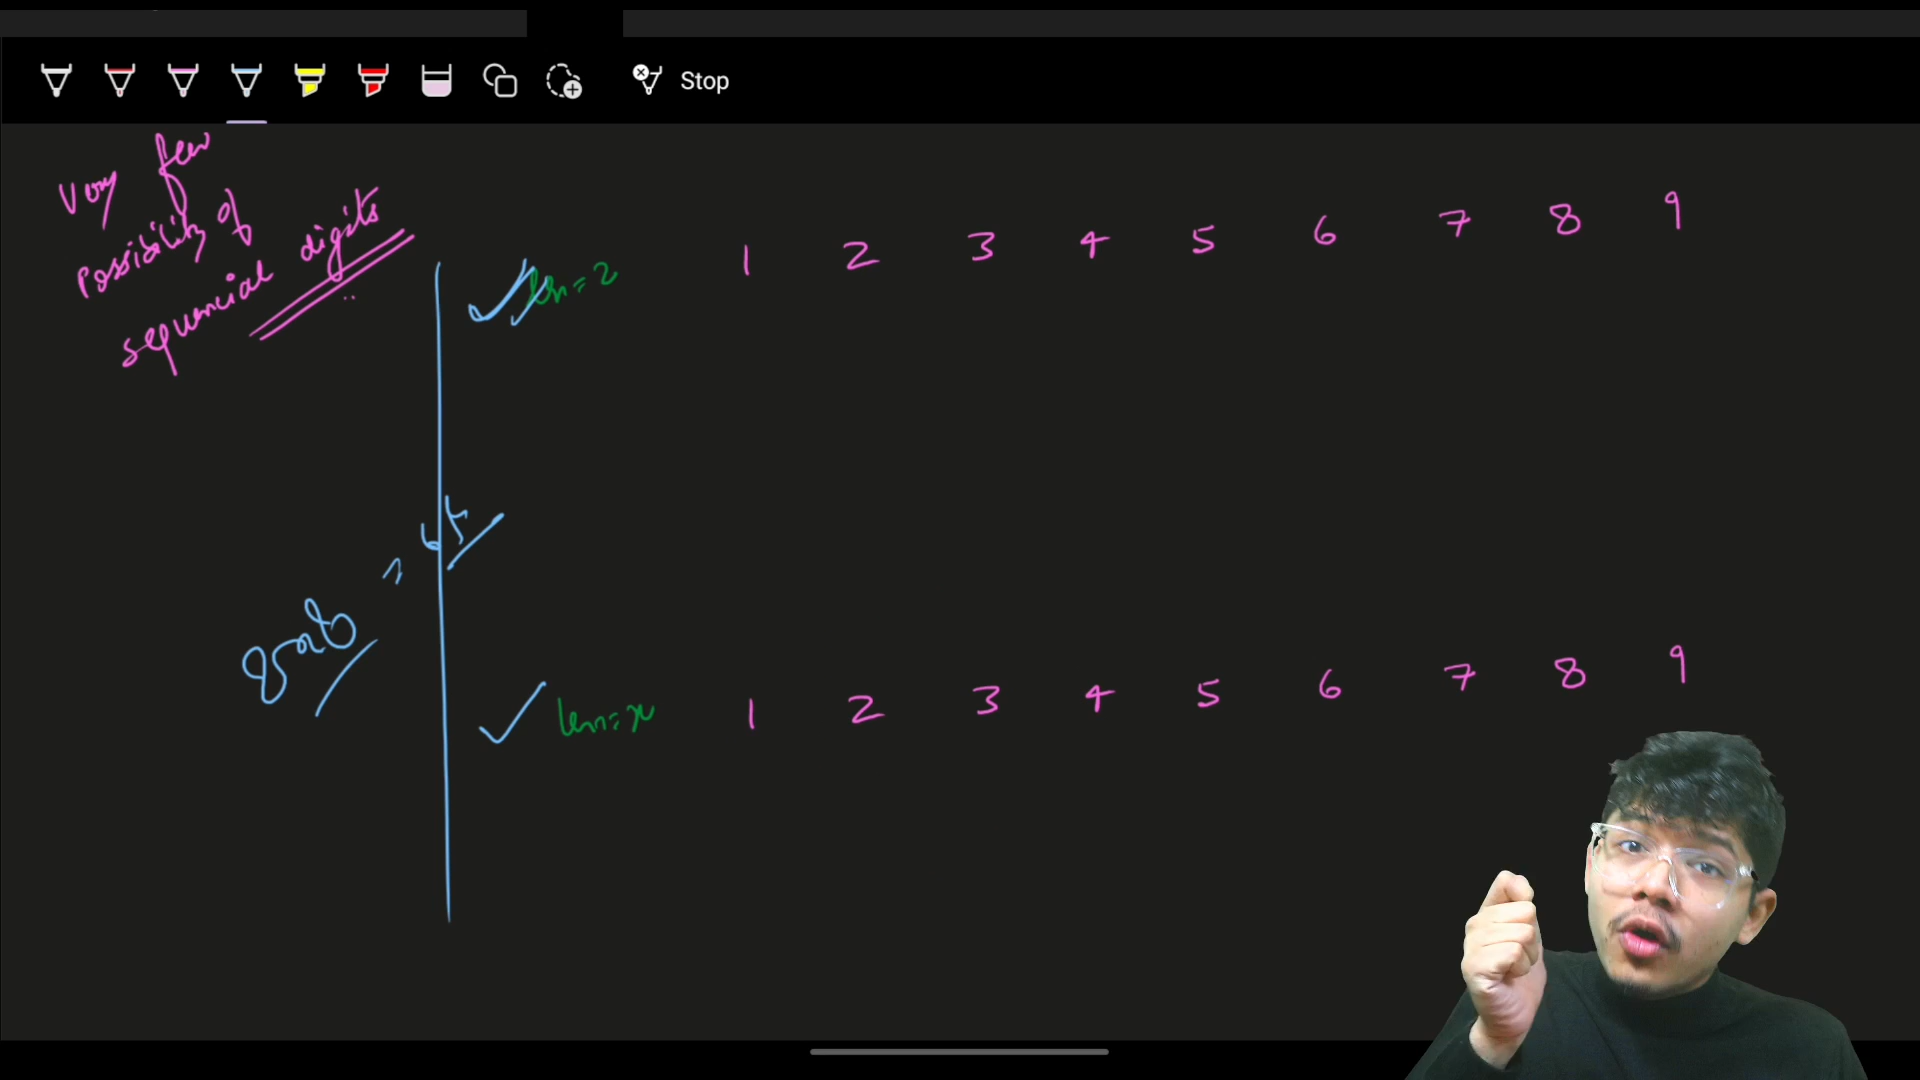 Stop
Very few
possibility of
sequencial digits
len=2 1 2 3 4 5 6 7 8 9
len=x 1 2 3 4 5 6 7 8 9